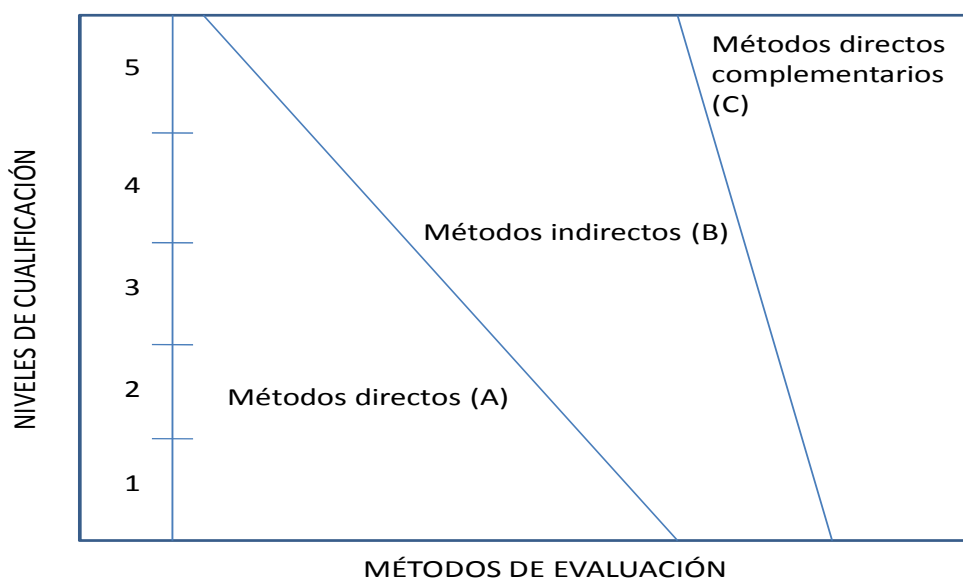 NIVELES DE CUALIFICACIÓN
5
4
3
2
1
Métodos directos
complementarios
(C)
Métodos indirectos (B)
Métodos directos (A)
MÉTODOS DE EVALUACIÓN